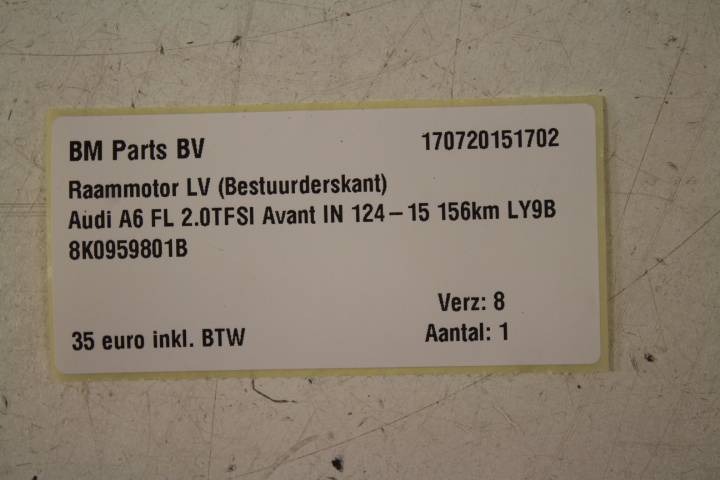 BM Parts BV 170720151702
Raammotor LV (Bestuurderskant)
Audi A6 FL 2.0TFSI Avant IN 124-15 156km LY9B
8K0959801B
Verz: 8
35 euro inkl. BTW Aantal: 1